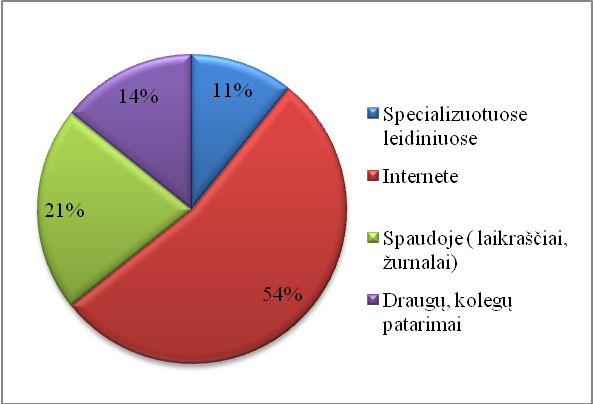 11%
14%
21%
54%
Specializuotuose
leidiniuose
Internete
Spaudoje ( laikraščiai,
žurnalai)
Draugų, kolegų
patarimai